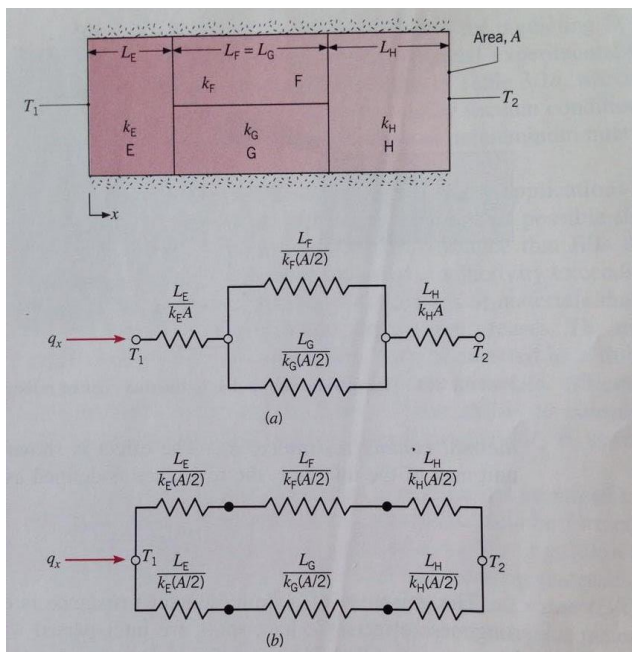 Area, A
L_E L_F = L_G L_H
k_F F
T_1 T_2
k_E k_G k_H
E G H
x
L_F
k_F(A/2)
L_E L_H
k_EA k_HA
q_x T_1 L_G T_2
k_G(A/2)
(a)
L_E L_F L_H
k_E(A/2) k_F(A/2) k_H(A/2)
q_x T_1 T_2
L_E L_G L_H
k_E(A/2) k_G(A/2) k_H(A/2)
(b)